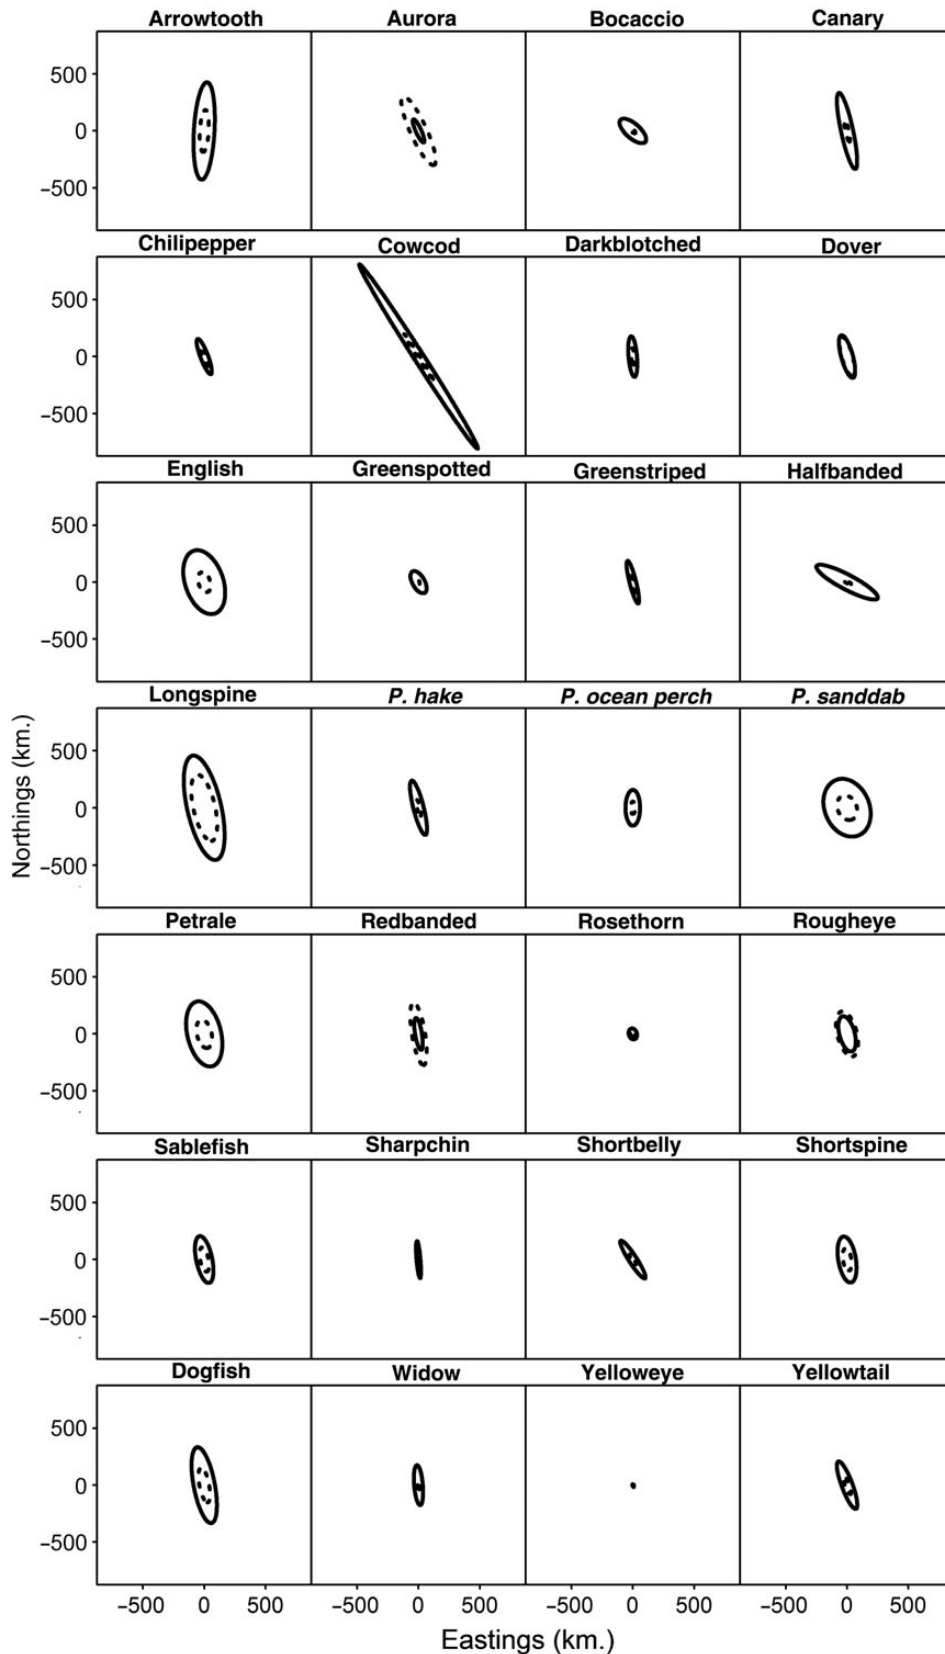 Arrowtooth Aurora Bocaccio Canary
500
0
−500
Chilipepper Cowcod Darkblotched Dover
500
0
−500
English Greenspotted Greenstriped Halfbanded
500
0
−500
Longspine P. hake P. ocean perch P. sanddab
500
0
−500
Petrale Redbanded Rosethorn Rougheye
500
0
−500
Sablefish Sharpchin Shortbelly Shortspine
500
0
−500
Dogfish Widow Yelloweye Yellowtail
500
0
−500
−500 0 500 −500 0 500 −500 0 500 −500 0 500
Eastings (km.)
Northings (km.)